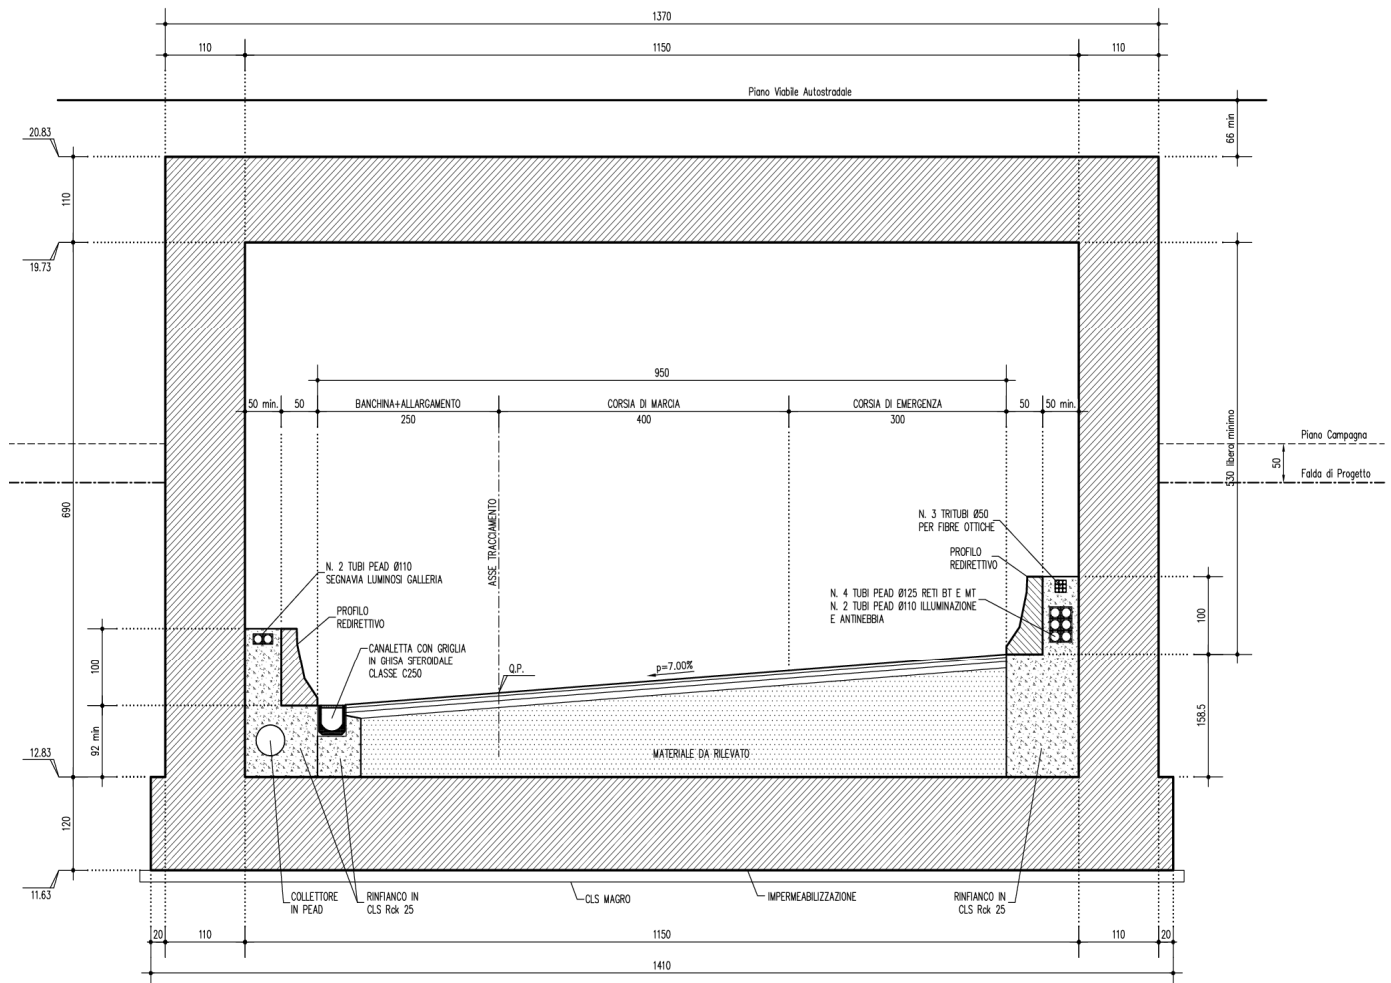 1370
110
1150
110
Piano Viabile Autostradale
20.83
66 min
110
19.73
950
50 min.
50
BANCHINA+ALLARGAMENTO
CORSIA DI MARCIA
CORSIA DI EMERGENZA
50
50 min.
250
400
300
530 libero minimo
Piano Campagna
50
Falda di Progetto
690
ASSE TRACCIAMENTO
N. 3 TRITUBI Ø50
PER FIBRE OTTICHE
PROFILO
REDIRETTIVO
N. 2 TUBI PEAD Ø110
SEGNAVIA LUMINOSI GALLERIA
N. 4 TUBI PEAD Ø125 RETI BT E MT
N. 2 TUBI PEAD Ø110 ILLUMINAZIONE
E ANTINEBBIA
PROFILO
REDIRETTIVO
100
100
CANALETTA CON GRIGLIA
IN GHISA SFEROIDALE
CLASSE C250
Q.P.
p=7.00%
92 min
158.5
12.83
MATERIALE DA RILEVATO
120
11.63
COLLETTORE
IN PEAD
RINFIANCO IN
CLS Rck 25
CLS MAGRO
IMPERMEABILIZZAZIONE
RINFIANCO IN
CLS Rck 25
20
110
1150
110
20
1410